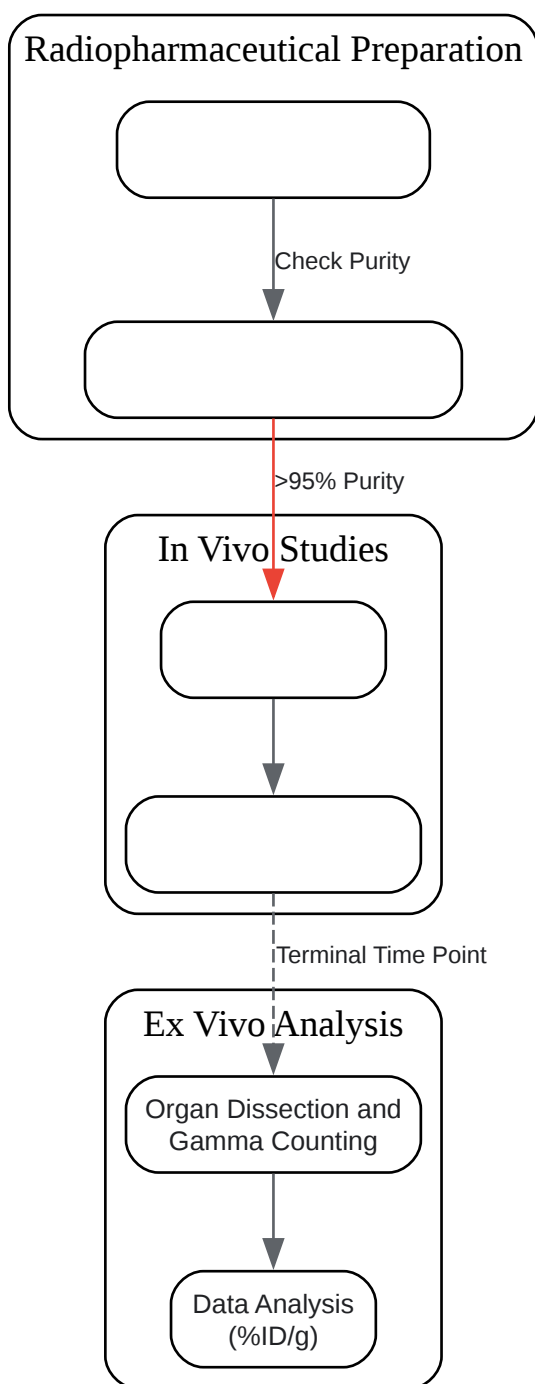 Radiopharmaceutical Preparation
Check Purity
>95% Purity
In Vivo Studies
Terminal Time Point
Ex Vivo Analysis
Organ Dissection and
Gamma Counting
Data Analysis
(%ID/g)